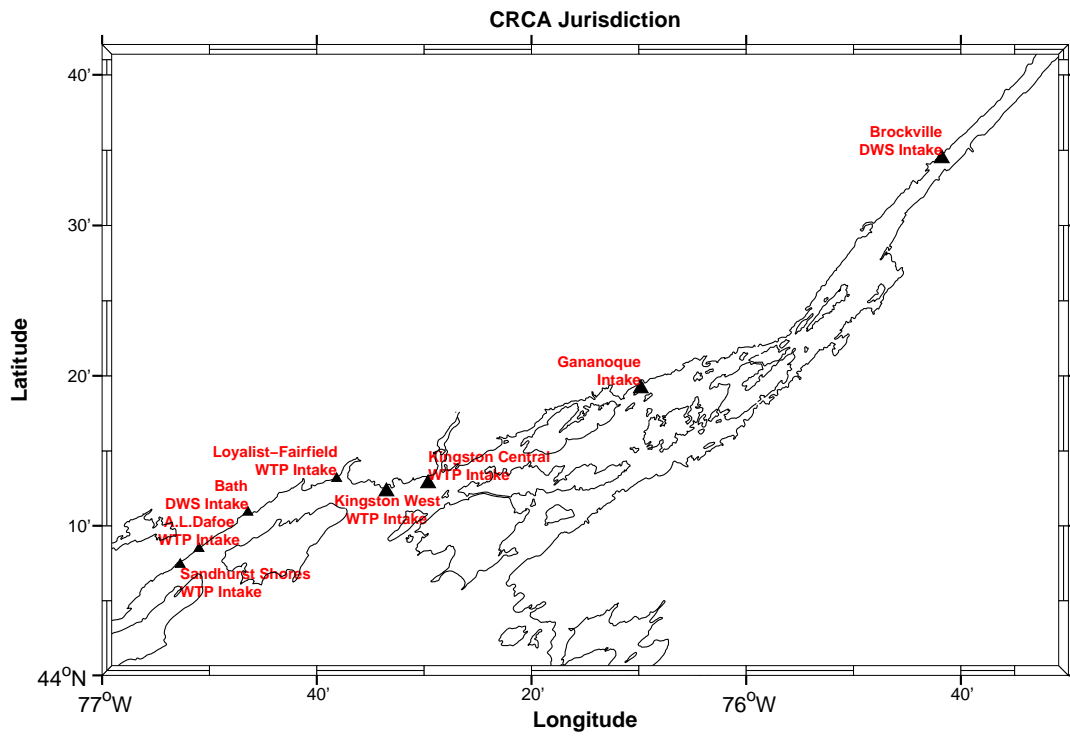 CRCA Jurisdiction
40'
Brockville
DWS Intake
30'
Latitude
20'
Gananoque
Intake
Loyalist–Fairfield
WTP Intake
Kingston Central
WTP Intake
Bath
DWS Intake
Kingston West
WTP Intake
10'
A.L.Dafoe
WTP Intake
Sandhurst Shores
WTP Intake
44°N
77°W
40'
20'
76°W
40'
Longitude